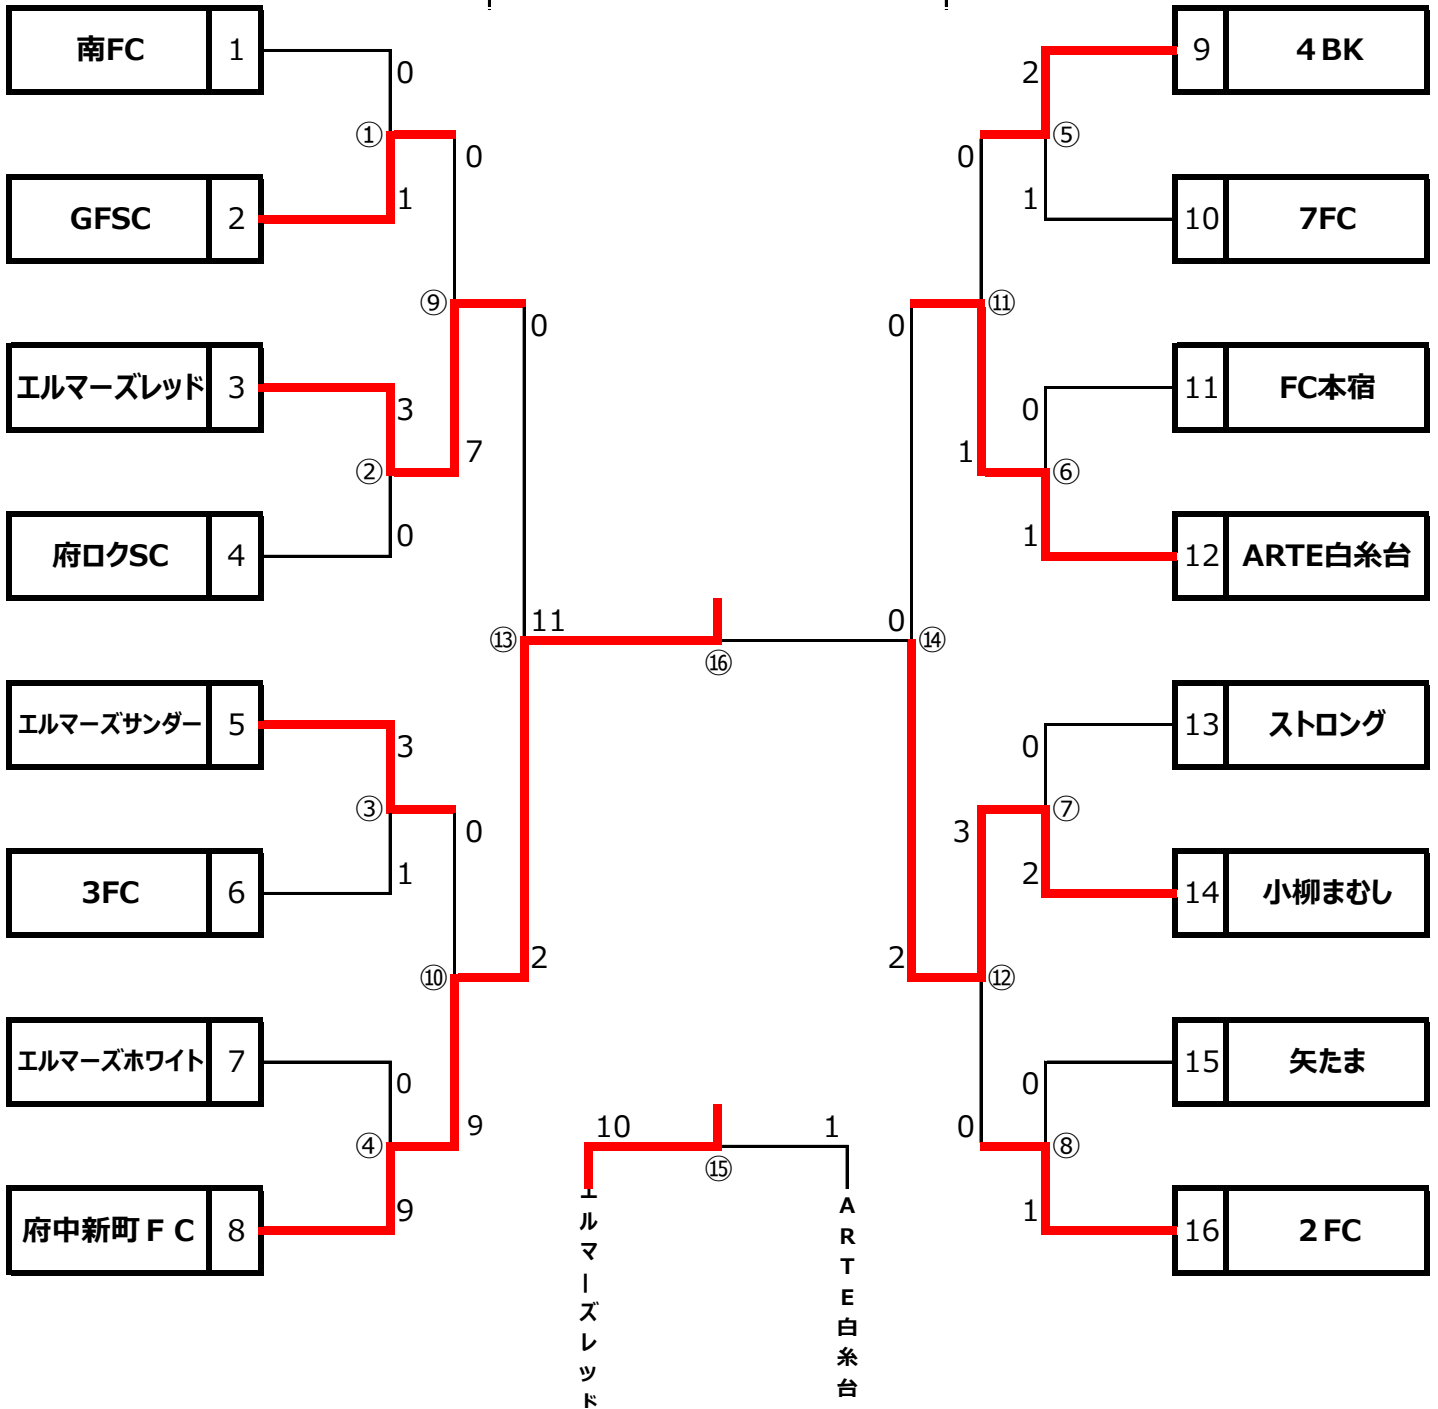 南FC 1
0
①
0
1
GFSC 2
⑨
0
エルマーズレッド 3
3
7
②
0
府ロクSC 4
11
⑬
エルマーズサンダー 5
3
③
0
1
3FC 6
2
⑩
エルマーズホワイト 7
0
9
④
9
府中新町ＦＣ 8
⑯
10
1
⑮
エルマーズレッド
ARTE白糸台
9 4BK
2
⑤
0
1
10 7FC
⑪
0
11 FC本宿
0
1
⑥
1
12 ARTE白糸台
0
⑭
13 ストロング
0
⑦
3
2
14 小柳まむし
2
⑫
15 矢たま
0
0
⑧
1
16 2FC